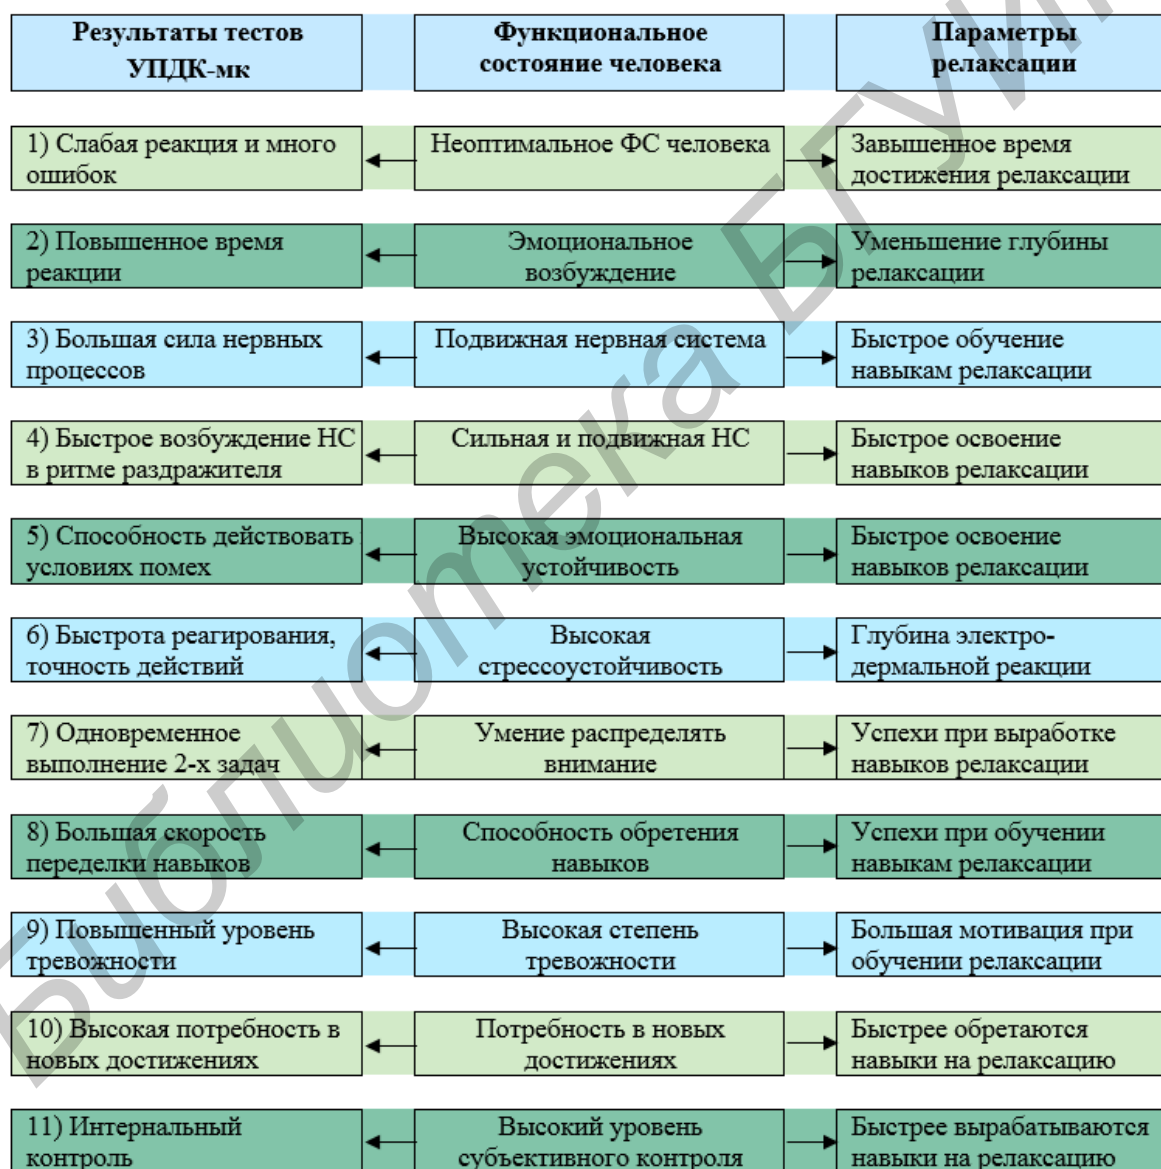 Результаты тестов
УПДК-мк
Функциональное
состояние человека
Параметры
релаксации
1) Слабая реакция и много
ошибок
Неоптимальное ФС человека
Завышенное время
достижения релаксации
2) Повышенное время
реакции
Эмоциональное
возбуждение
Уменьшение глубины
релаксации
3) Большая сила нервных
процессов
Подвижная нервная система
Быстрое обучение
навыкам релаксации
4) Быстрое возбуждение НС
в ритме раздражителя
Сильная и подвижная НС
Быстрое освоение
навыков релаксации
5) Способность действовать
условиях помех
Высокая эмоциональная
устойчивость
Быстрое освоение
навыков релаксации
6) Быстрота реагирования,
точность действий
Высокая
стрессоустойчивость
Глубина электро-
дермальной реакции
7) Одновременное
выполнение 2-х задач
Умение распределять
внимание
Успехи при выработке
навыков релаксации
8) Большая скорость
переделки навыков
Способность обретения
навыков
Успехи при обучении
навыкам релаксации
9) Повышенный уровень
тревожности
Высокая степень
тревожности
Большая мотивация при
обучении релаксации
10) Высокая потребность в
новых достижениях
Потребность в новых
достижениях
Быстрее обретаются
навыки на релаксацию
11) Интернальный
контроль
Высокий уровень
субъективного контроля
Быстрее вырабатываются
навыки на релаксацию
Библиотека БГУИ